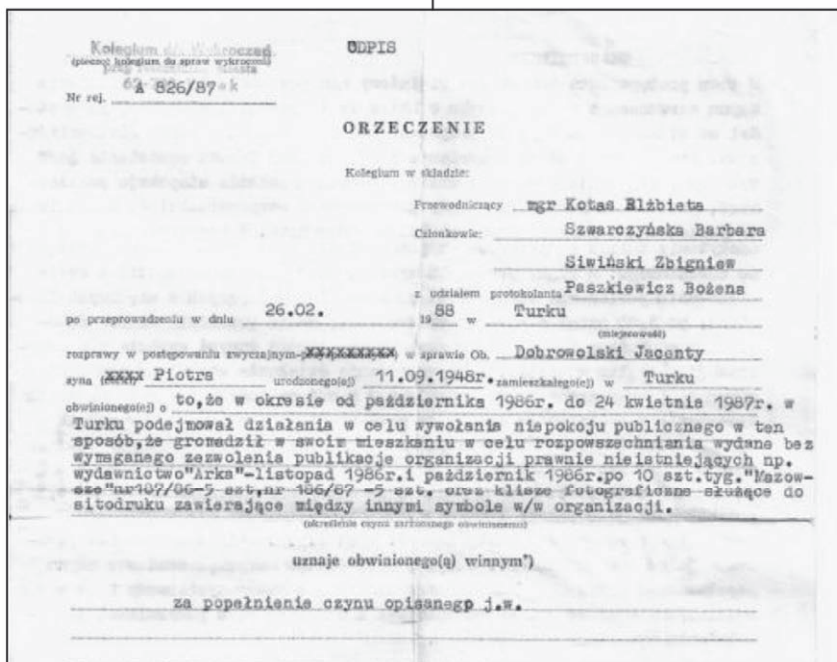 ODPIS
Kolegium ds. Wykroczeń
(pieczęć kolegium do spraw wykroczeń)
Nr rej. A 826/87
ORZECZENIE
Kolegium w składzie:
Przewodniczący mgr Kotas Elżbieta
Członkowie: Szwarczyńska Barbara
Siwiński Zbigniew
z udziałem protokolanta Paszkiewicz Bożena
po przeprowadzeniu w dniu 26.02. 1988 w Turku
(miejscowość)
rozprawy w postępowaniu zwyczajnym- w sprawie Ob. Dobrowolski Jacenty
syna Piotra urodzonego(ej) 11.09.1948r. zamieszkałego(ej) w Turku
obwinionego(ej) o to,że w okresie od października 1986r. do 24 kwietnia 1987r. w
Turku podejmował działania w celu wywołania niepokoju publicznego w ten
sposób,że gromadził w swoim mieszkaniu w celu rozpowszechniania wydane bez
wymaganego zezwolenia publikacje organizacji prawnie nieistniejących np.
wydawnictwo"Arka"-listopad 1986r.i październik 1986r.po 10 szt.tyg."Mazow-
sze"nr107/86-5 szt,nr 186/87 -5 szt. oraz klisze fotograficzne służące do
sitodruku zawierające między innymi symbole w/w organizacji.
(określenie czynu zarzucanego obwinionemu)
uznaje obwinionego(ą) winnym*)
za popełnienie czynu opisanego j.w.